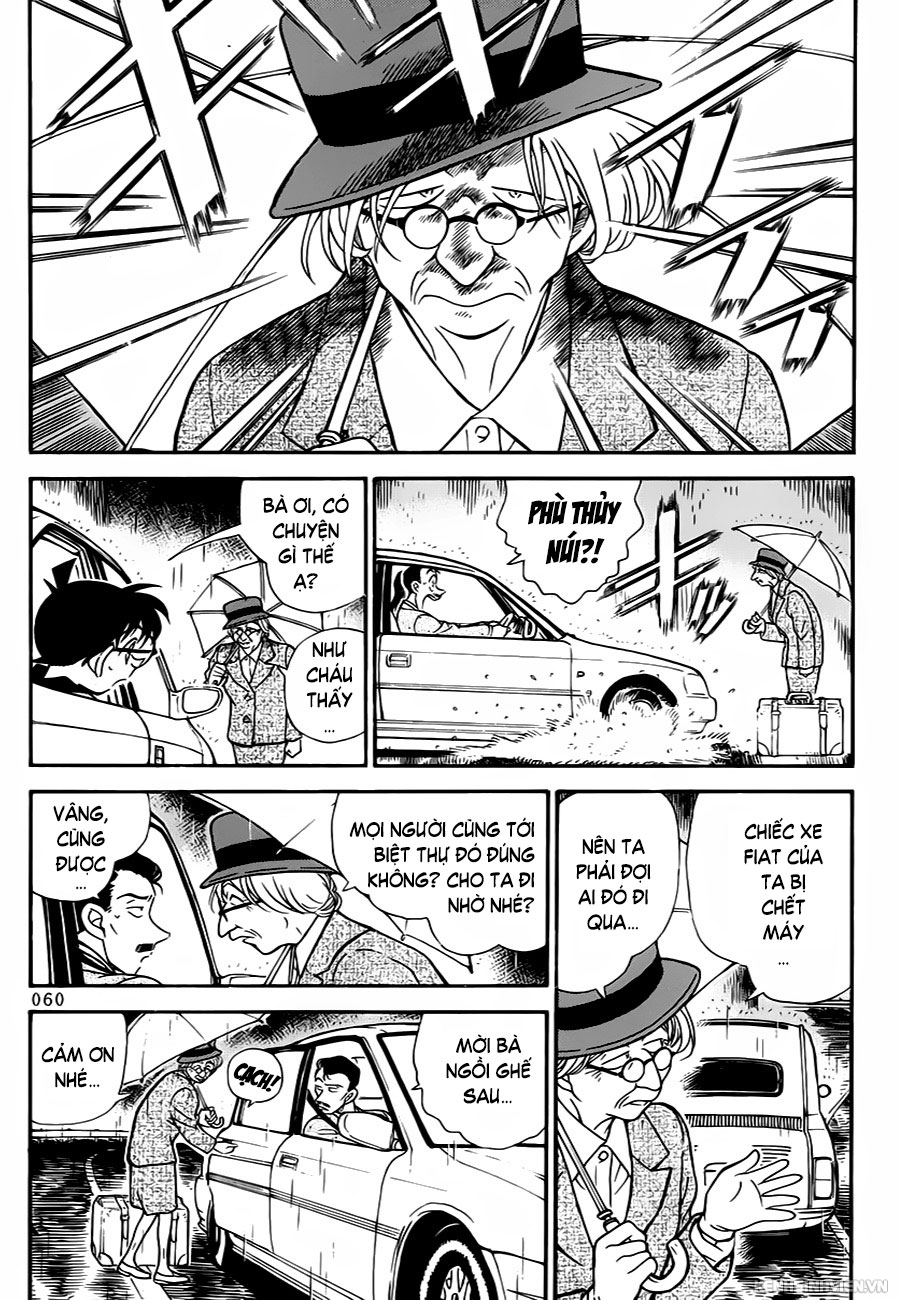 PHÙ THỦY
NÚI?!
BÀ ƠI, CÓ
CHUYỆN
GÌ THẾ
Ạ?
NHƯ
CHÁU
THẤY
...
CHIẾC XE
FIAT CỦA
TA BỊ
CHẾT
MÁY
...
NÊN TA
PHẢI ĐỢI
AI ĐÓ ĐI
QUA...
MỌI NGƯỜI CÙNG TỚI
BIỆT THỰ ĐÓ ĐÚNG
KHÔNG? CHO TA ĐI
NHỜ NHÉ?
VÂNG,
CŨNG
ĐƯỢC
...
060
MỜI BÀ
NGỒI GHẾ
SAU...
CẠCH!
CẢM ƠN
NHÉ...